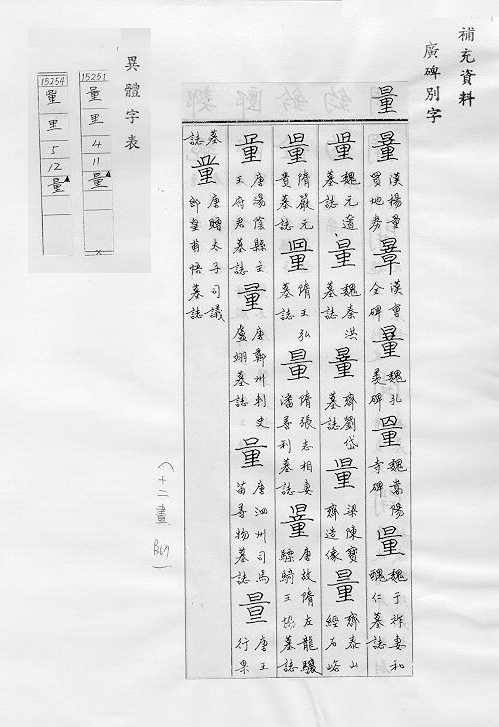 補充資料
廣碑別字
量
量 漢楊量買地券 量 漢曹全碑 量 魏孔羨碑 量 魏嵩陽寺碑 量 魏于祚妻和醜仁墓誌
量 魏元道墓誌 量 魏秦洪墓誌 量 齊劉岱墓誌 量 梁陳寶齊造像 量 齊泰山經石峪
量 隋嚴元貴墓誌 量 隋王弘墓誌 量 隋張志相妻潘善利墓誌 量 唐故隋左龍驤驃騎王 墓誌
量 唐湯陰縣主王府君墓誌 量 唐鄭州刺史盧翊墓誌 量 唐泗州司馬苗善物墓誌 量 唐王行果
墓誌 量 唐贈太子司議郎皇甫悟墓誌
(十二畫
異體字表
15251
量
里
4
11
量
15254
量
里
5
12
量